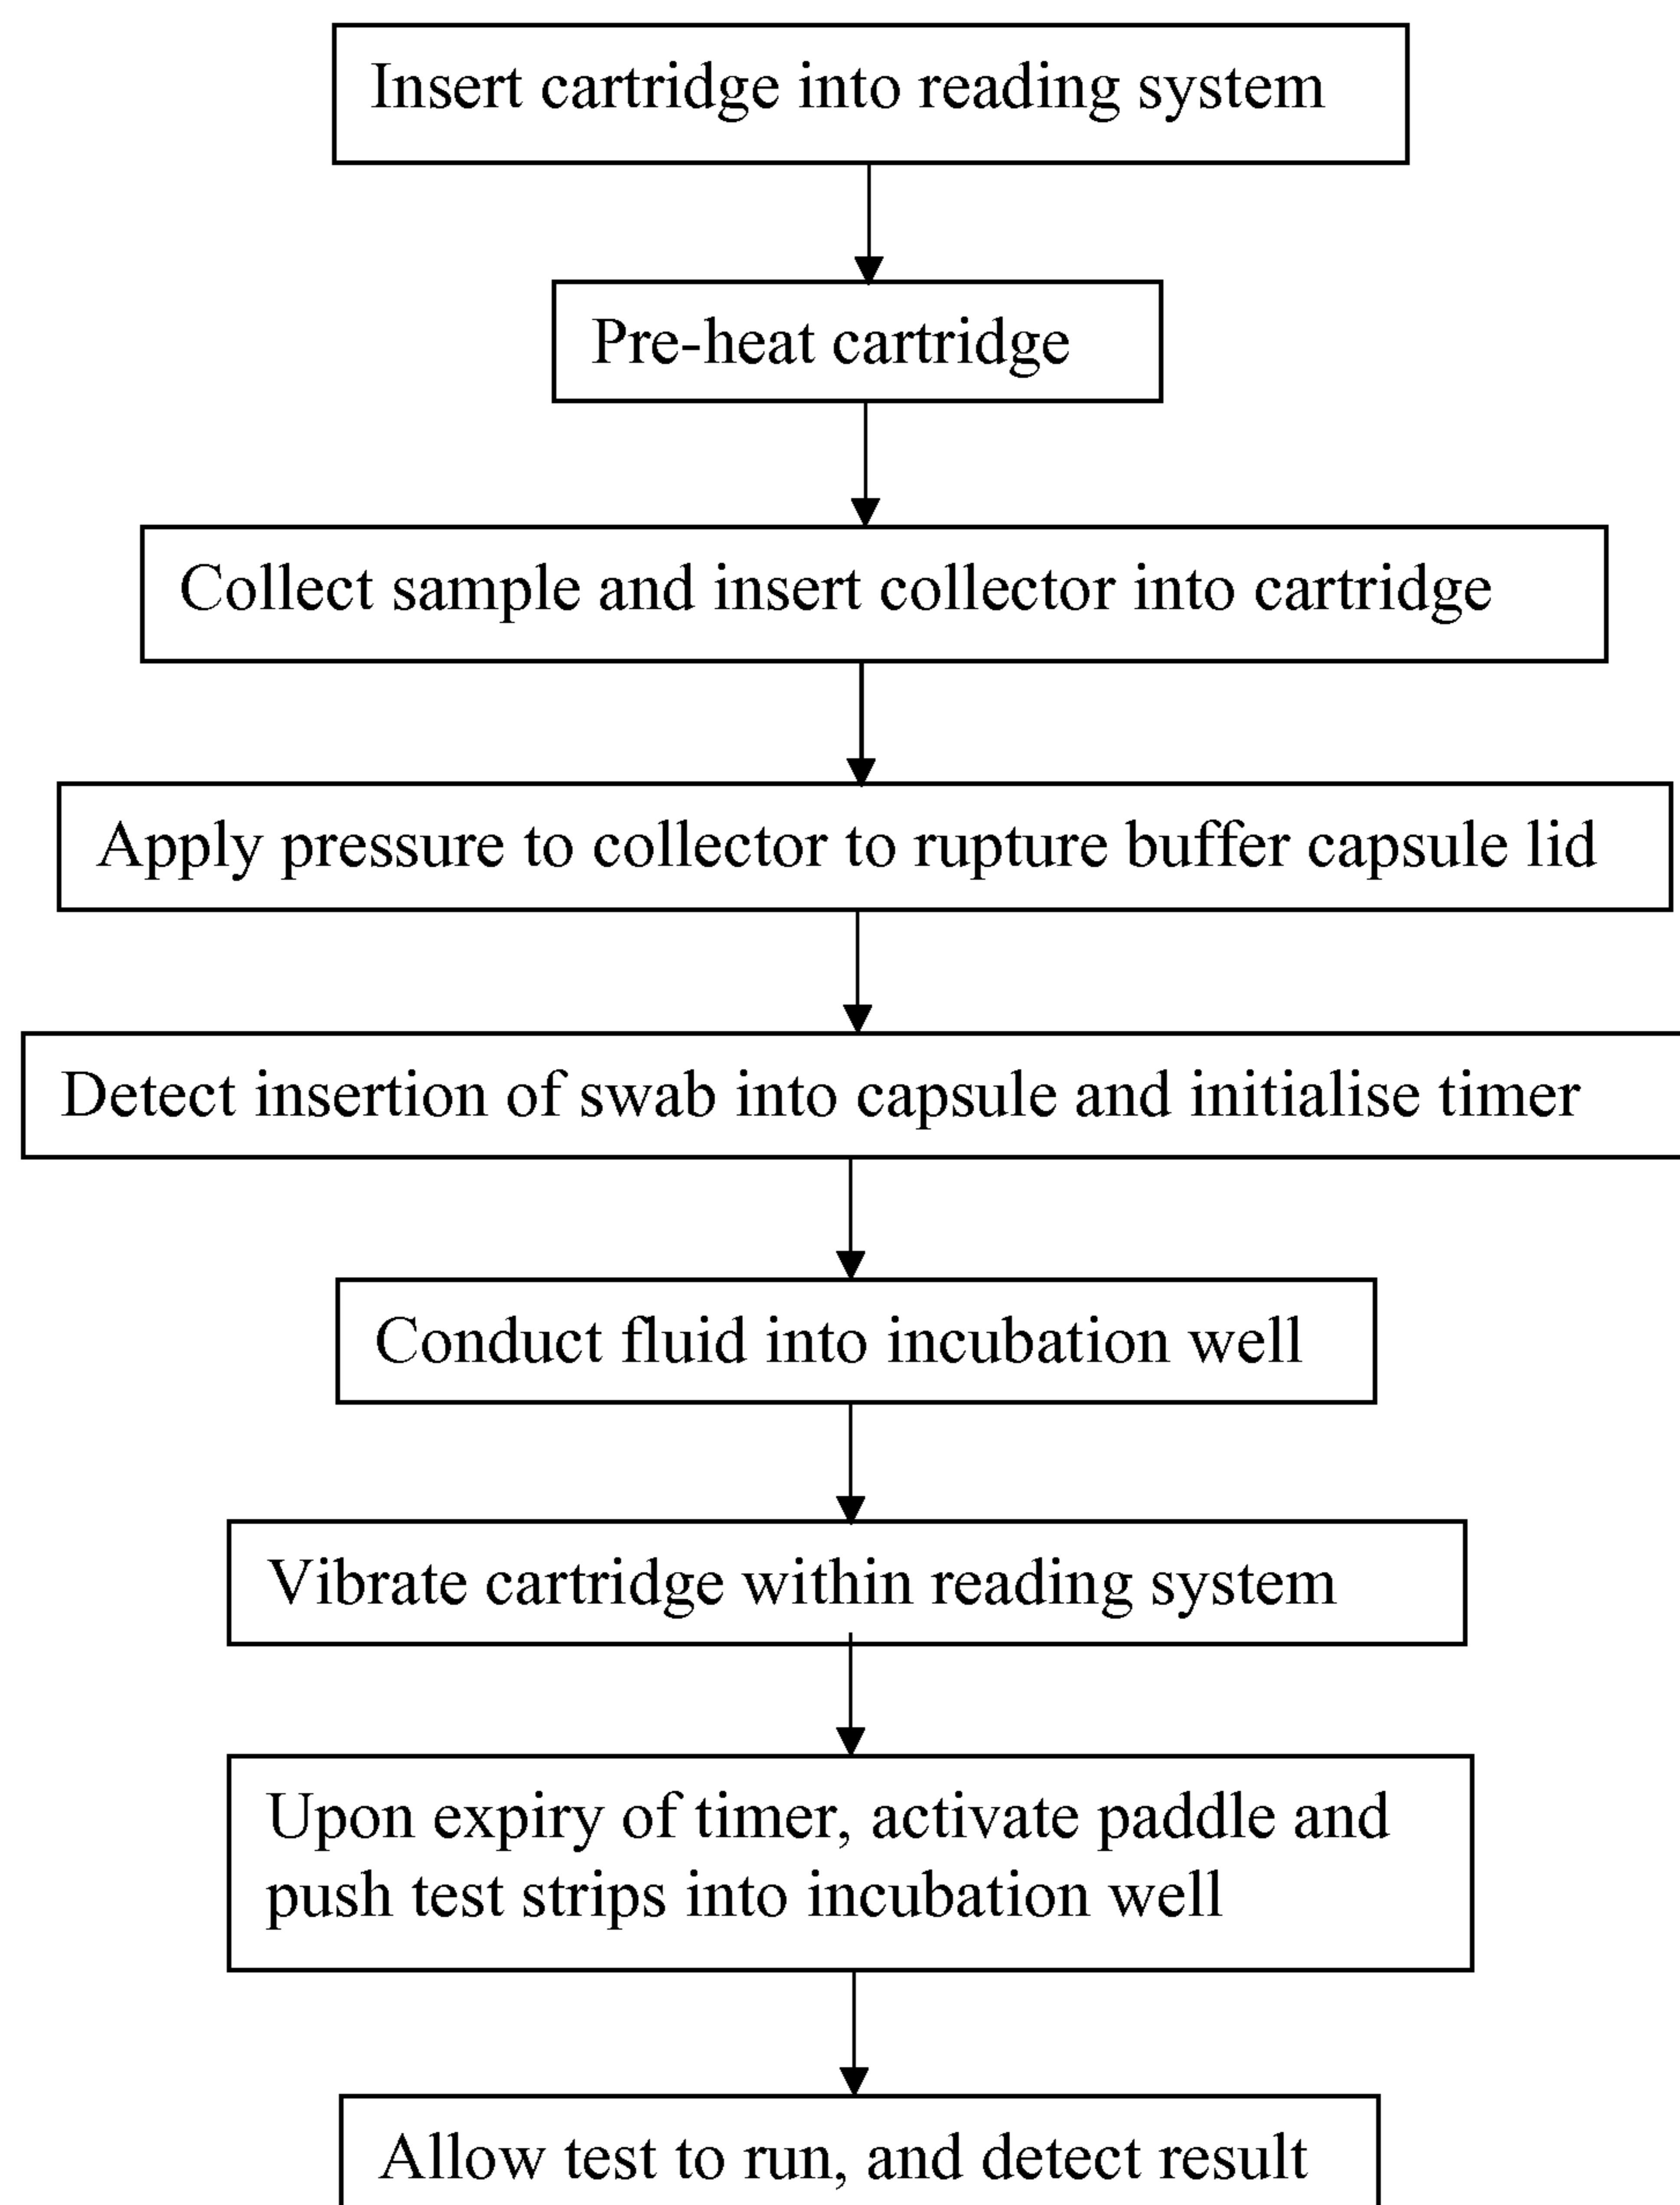 Insert cartridge into reading system
Pre-heat cartridge
Collect sample and insert collector into cartridge
Apply pressure to collector to rupture buffer capsule lid
Detect insertion of swab into capsule and initialise timer
Conduct fluid into incubation well
Vibrate cartridge within reading system
Upon expiry of timer, activate paddle and
push test strips into incubation well
Allow test to run, and detect result